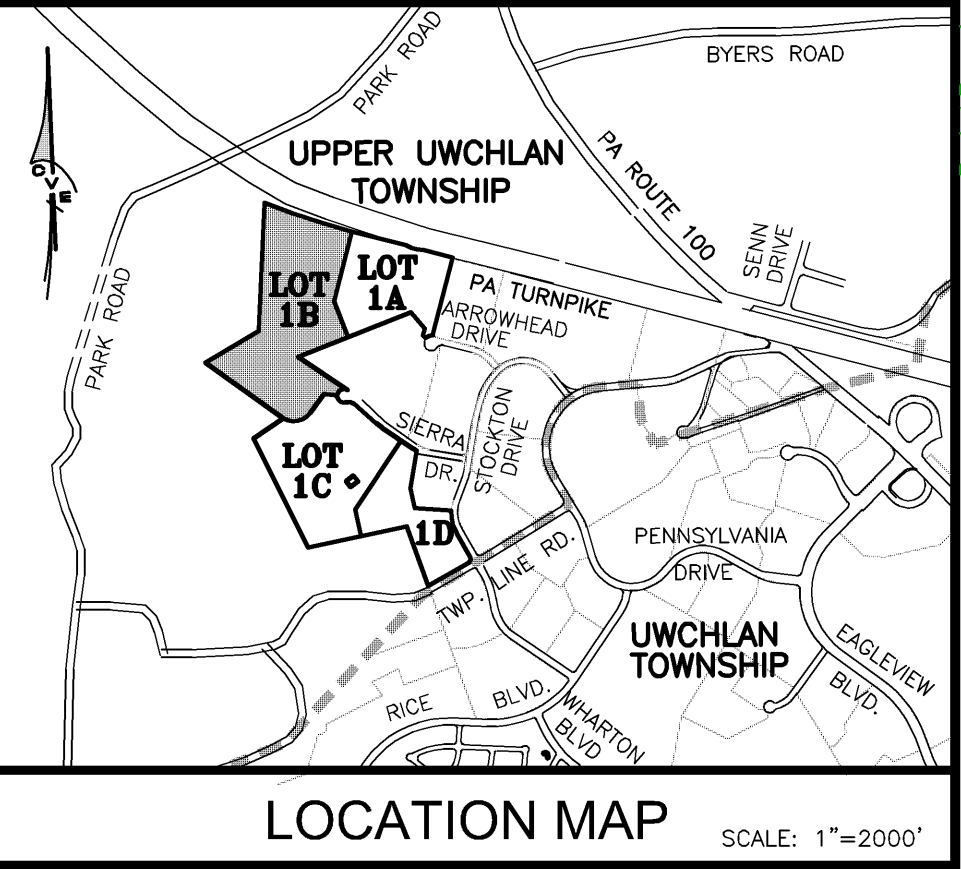 PARK ROAD
BYERS ROAD
UPPER UWCHLAN
TOWNSHIP
PA ROUTE 100
SENN
DRIVE
CVE
LOT
1B
LOT
1A
PA TURNPIKE
ARROWHEAD
DRIVE
PARK ROAD
SIERRA
DR.
STOCKTON
DRIVE
LOT
1C
1D
TWP. LINE RD.
PENNSYLVANIA
DRIVE
UWCHLAN
TOWNSHIP
EAGLEVIEW
BLVD.
RICE BLVD.
WHARTON
BLVD
LOCATION MAP
SCALE: 1"=2000'